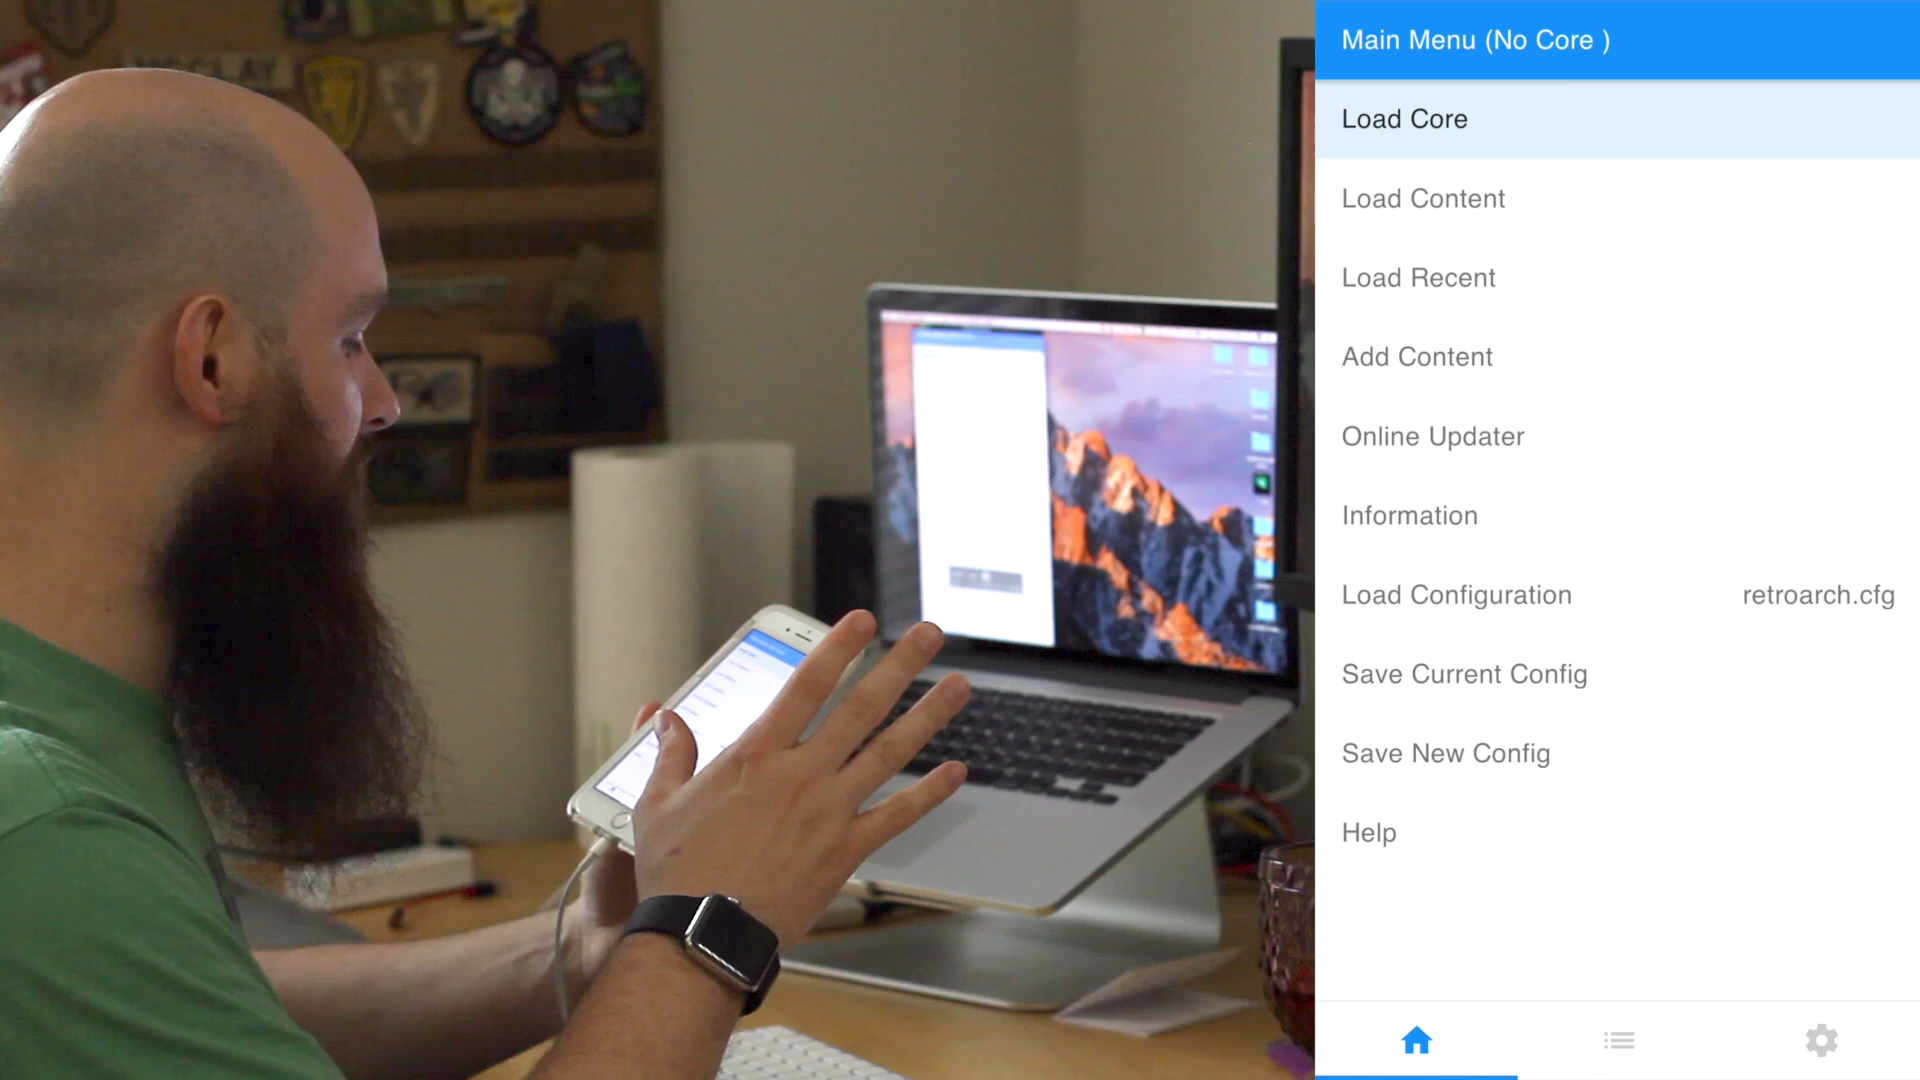 Main Menu (No Core )
Load Core
Load Content
Load Recent
Add Content
Online Updater
Information
Load Configuration retroarch.cfg
Save Current Config
Save New Config
Help